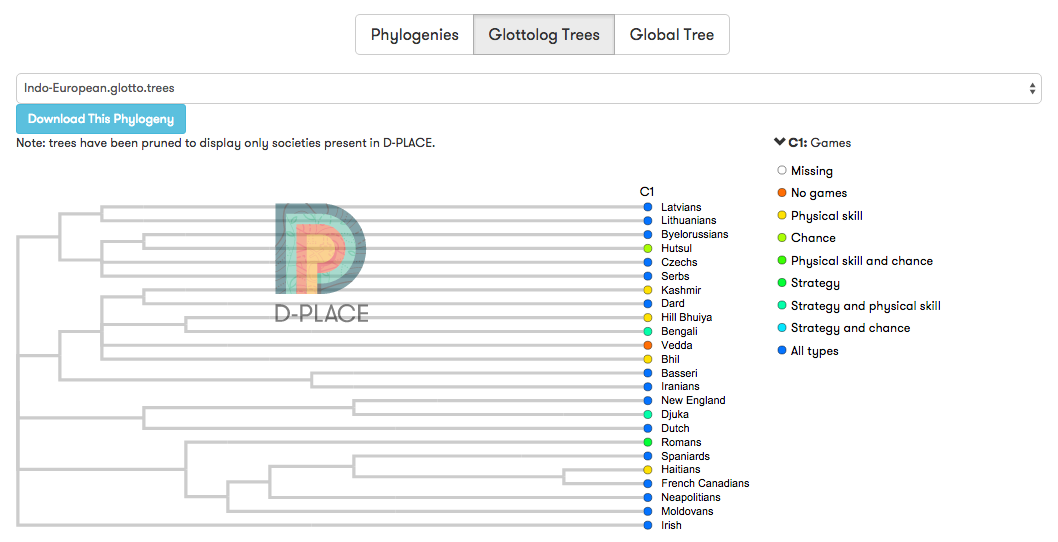 Phylogenies Glottolog Trees Global Tree
Indo-European.glotto.trees
Download This Phylogeny
Note: trees have been pruned to display only societies present in D-PLACE.
C1: Games
Missing
No games
Physical skill
Chance
Physical skill and chance
Strategy
Strategy and physical skill
Strategy and chance
All types
C1
Latvians
Lithuanians
Byelorussians
Hutsul
Czechs
Serbs
Kashmir
Dard
Hill Bhuiya
Bengali
Vedda
Bhil
Basseri
Iranians
New England
Djuka
Dutch
Romans
Spaniards
Haitians
French Canadians
Neapolitians
Moldovans
Irish
D-PLACE